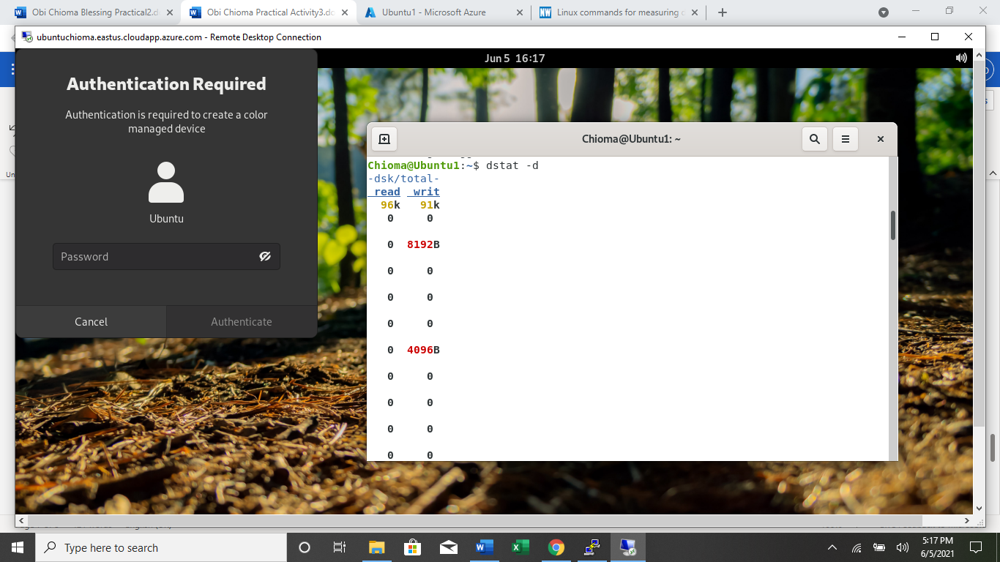 Obi Chioma Blessing Practical2.d
Obi Chioma Practical Activity3.do
Ubuntu1 - Microsoft Azure
Linux commands for measuring
ubuntuchioma.eastus.cloudapp.azure.com - Remote Desktop Connection
Jun 5 16:17
Authentication Required
Authentication is required to create a color
managed device
Ubuntu
Password
Cancel
Authenticate
Chioma@Ubuntu1: ~
Chioma@Ubuntu1:~$ dstat -d
-dsk/total-
read writ
96k 91k
0 0
0 8192B
0 0
0 0
0 0
0 4096B
0 0
0 0
0 0
0 0
Un
Type here to search
5:17 PM
6/5/2021